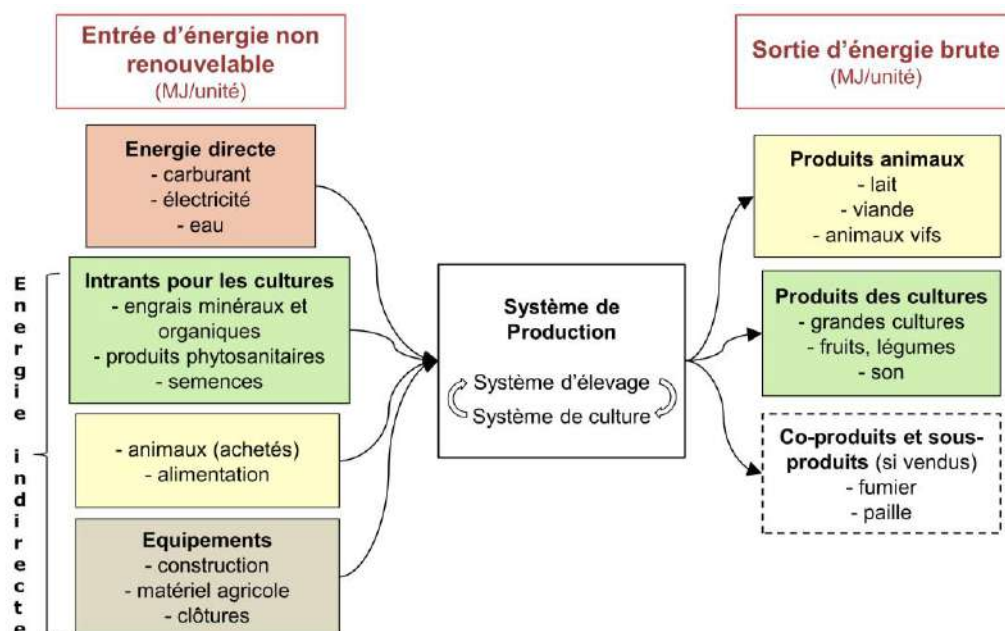 Entrée d'énergie non
renouvelable
(MJ/unité)
Sortie d'énergie brute
(MJ/unité)
Energie directe
- carburant
- électricité
- eau
Energie indirecte
Intrants pour les cultures
- engrais minéraux et
organiques
- produits phytosanitaires
- semences
- animaux (achetés)
- alimentation
Equipements
- construction
- matériel agricole
- clôtures
Système de
Production
Système d'élevage
Système de culture
Produits animaux
- lait
- viande
- animaux vifs
Produits des cultures
- grandes cultures
- fruits, légumes
- son
Co-produits et sous-
produits (si vendus)
- fumier
- paille